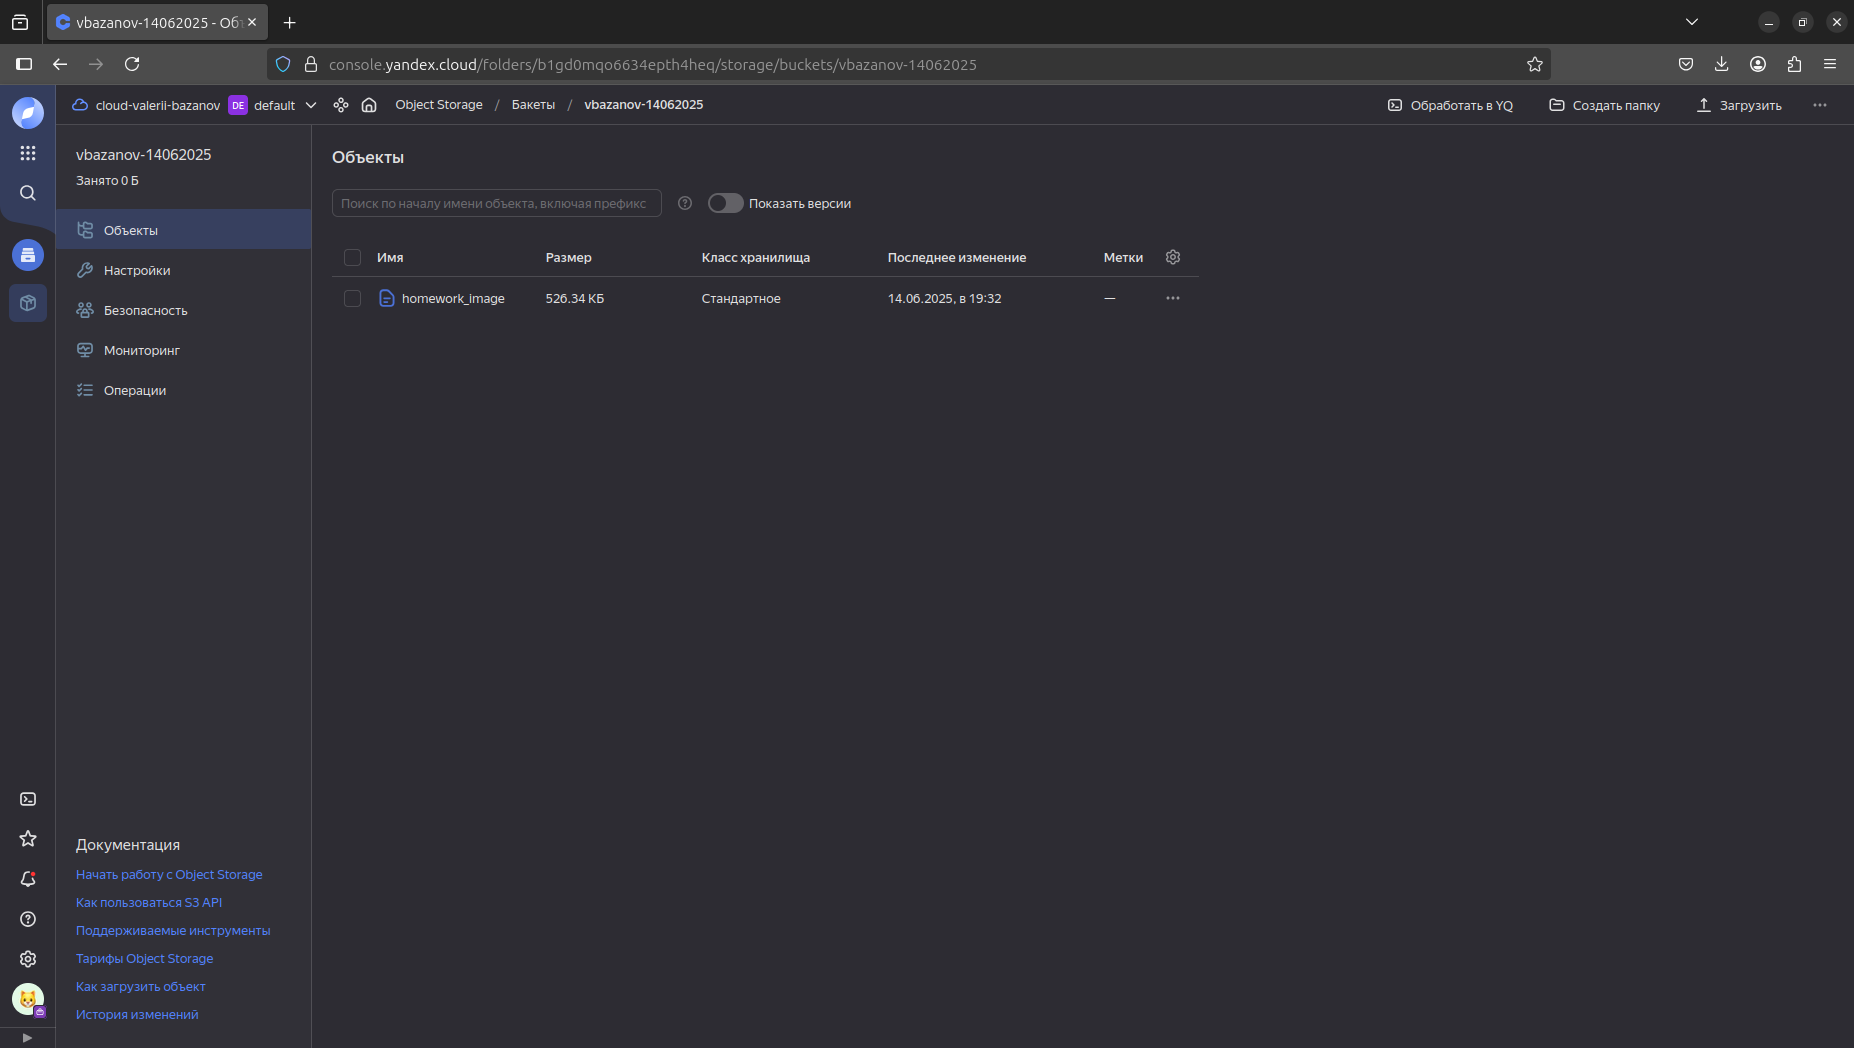 vbazanov-14062025 - Об
console.yandex.cloud/folders/b1gd0mqo6634epth4heq/storage/buckets/vbazanov-14062025
cloud-valerii-bazanov DE default Object Storage / Бакеты / vbazanov-14062025 Обработать в YQ Создать папку Загрузить
vbazanov-14062025
Занято 0 Б
Объекты
Настройки
Безопасность
Мониторинг
Операции
Объекты
Поиск по началу имени объекта, включая префикс Показать версии
Имя Размер Класс хранилища Последнее изменение Метки
homework_image 526.34 КБ Стандартное 14.06.2025, в 19:32 —
Документация
Начать работу с Object Storage
Как пользоваться S3 API
Поддерживаемые инструменты
Тарифы Object Storage
Как загрузить объект
История изменений